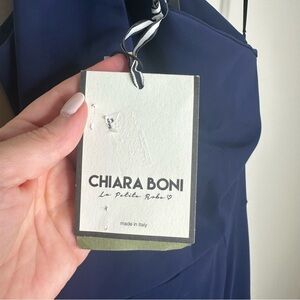 CHIARA BONI
La Petite Robe
made in Italy